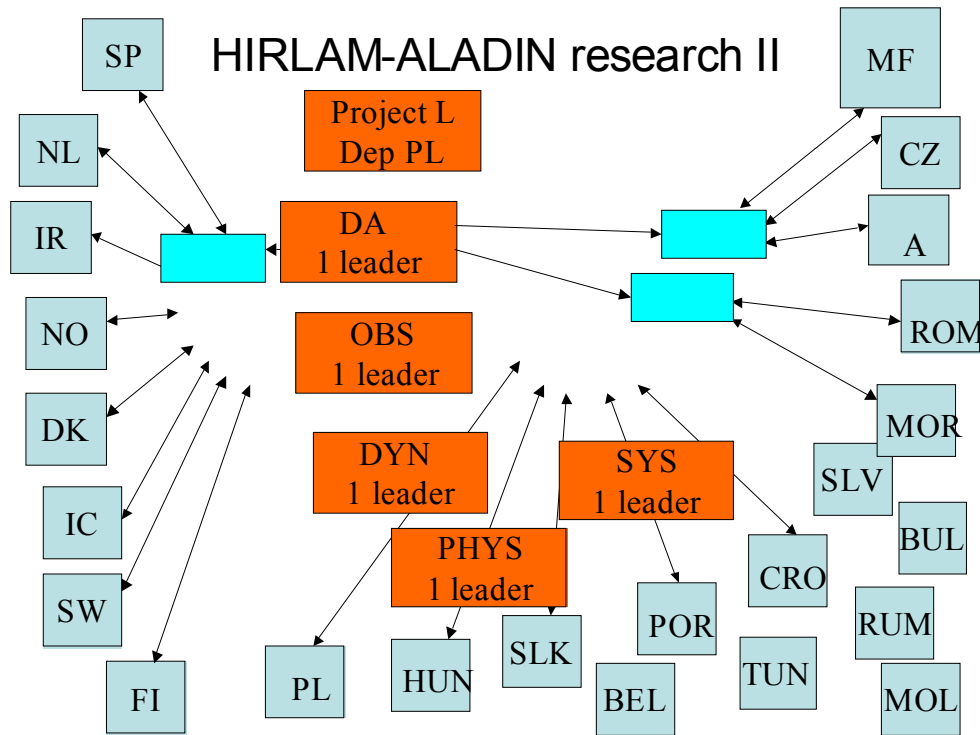 HIRLAM-ALADIN research II
SP
MF
Project L
Dep PL
NL
CZ
IR
DA
1 leader
A
NO
OBS
1 leader
ROM
DK
MOR
DYN
1 leader
SYS
1 leader
SLV
IC
BUL
PHYS
1 leader
CRO
SW
POR
RUM
SLK
FI
PL
HUN
BEL
TUN
MOL